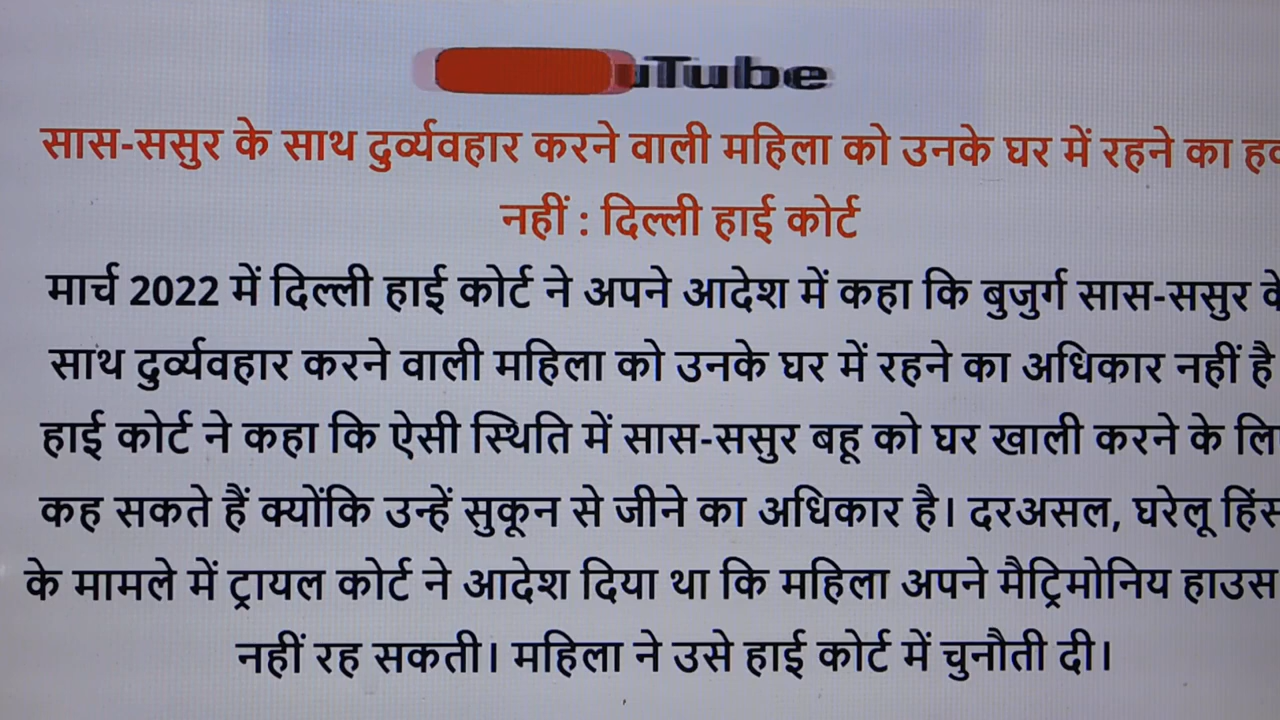 uTube
सास-ससुर के साथ दुर्व्यवहार करने वाली महिला को उनके घर में रहने का
नहीं : दिल्ली हाई कोर्ट
मार्च 2022 में दिल्ली हाई कोर्ट ने अपने आदेश में कहा कि बुजुर्ग सास-ससुर
साथ दुर्व्यवहार करने वाली महिला को उनके घर में रहने का अधिकार नहीं है
हाई कोर्ट ने कहा कि ऐसी स्थिति में सास-ससुर बहू को घर खाली करने के
कह सकते हैं क्योंकि उन्हें सुकून से जीने का अधिकार है। दरअसल, घरेलू
के मामले में ट्रायल कोर्ट ने आदेश दिया था कि महिला अपने मैट्रिमोनिय हाउस
नहीं रह सकती। महिला ने उसे हाई कोर्ट में चुनौती दी।